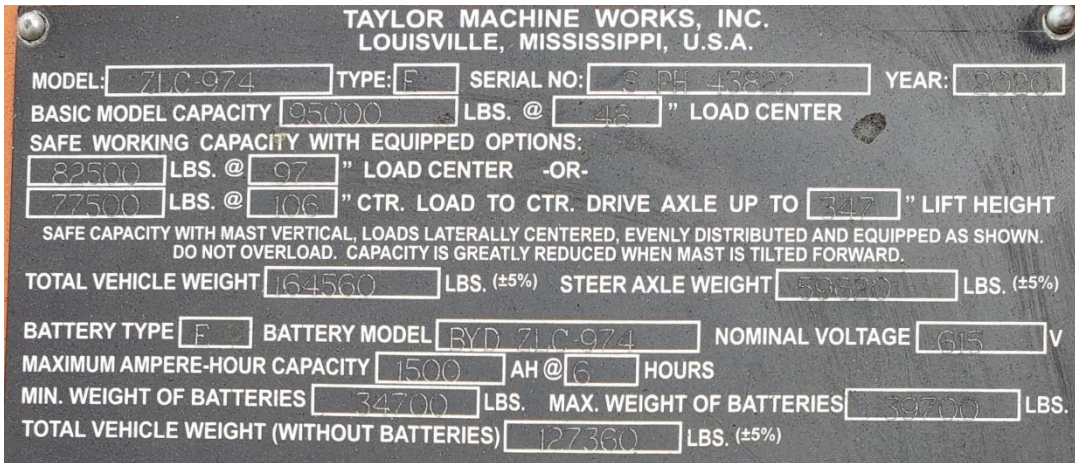 TAYLOR MACHINE WORKS, INC.
LOUISVILLE, MISSISSIPPI, U.S.A.
MODEL: ZLC-974 TYPE: E SERIAL NO: S PH 43822 YEAR: 2020
BASIC MODEL CAPACITY 95000 LBS. @ 48 " LOAD CENTER
SAFE WORKING CAPACITY WITH EQUIPPED OPTIONS:
82500 LBS. @ 97 " LOAD CENTER -OR-
77500 LBS. @ 106 " CTR. LOAD TO CTR. DRIVE AXLE UP TO 347 " LIFT HEIGHT
SAFE CAPACITY WITH MAST VERTICAL, LOADS LATERALLY CENTERED, EVENLY DISTRIBUTED AND EQUIPPED AS SHOWN.
DO NOT OVERLOAD. CAPACITY IS GREATLY REDUCED WHEN MAST IS TILTED FORWARD.
TOTAL VEHICLE WEIGHT 164560 LBS. (±5%) STEER AXLE WEIGHT 59620 LBS. (±5%)
BATTERY TYPE E BATTERY MODEL BYD ZLC-974 NOMINAL VOLTAGE 615 V
MAXIMUM AMPERE-HOUR CAPACITY 1500 AH @ 6 HOURS
MIN. WEIGHT OF BATTERIES 34700 LBS. MAX. WEIGHT OF BATTERIES 39700 LBS.
TOTAL VEHICLE WEIGHT (WITHOUT BATTERIES) 127360 LBS. (±5%)